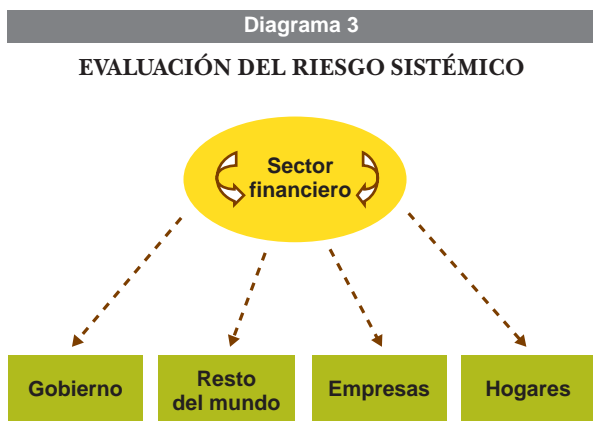 Diagrama 3
EVALUACIÓN DEL RIESGO SISTÉMICO
Sector
financiero
Gobierno
Resto
del mundo
Empresas
Hogares